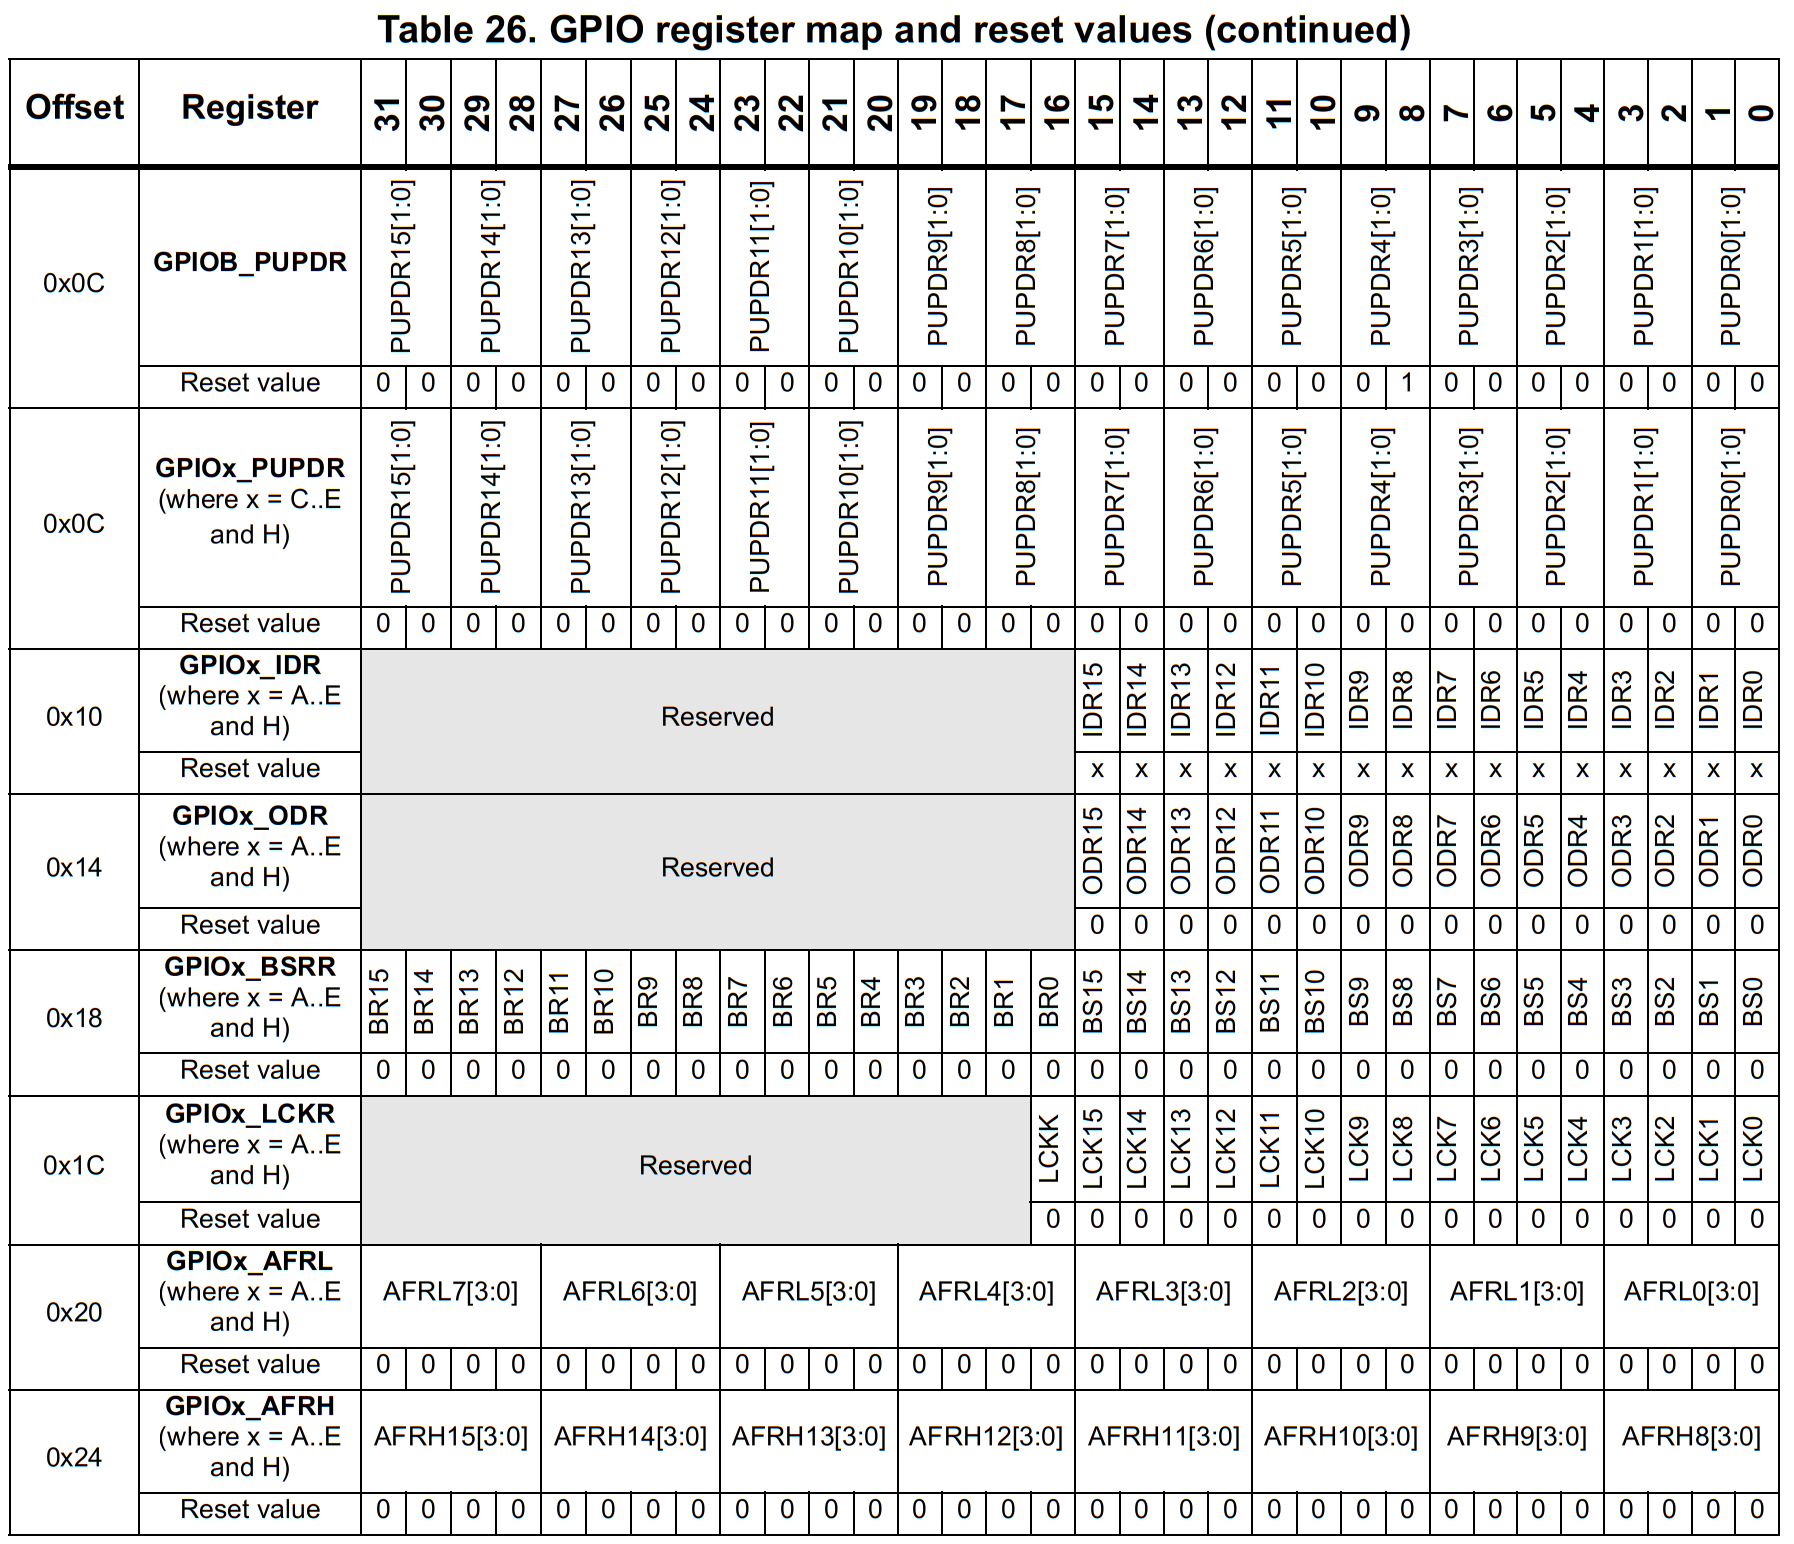 Table 26. GPIO register map and reset values (continued)
Offset Register 31 30 29 28 27 26 25 24 23 22 21 20 19 18 17 16 15 14 13 12 11 10 9 8 7 6 5 4 3 2 1 0
0x0C GPIOB_PUPDR PUPDR15[1:0] PUPDR14[1:0] PUPDR13[1:0] PUPDR12[1:0] PUPDR11[1:0] PUPDR10[1:0] PUPDR9[1:0] PUPDR8[1:0] PUPDR7[1:0] PUPDR6[1:0] PUPDR5[1:0] PUPDR4[1:0] PUPDR3[1:0] PUPDR2[1:0] PUPDR1[1:0] PUPDR0[1:0]
Reset value 0 0 0 0 0 0 0 0 0 0 0 0 0 0 0 0 0 0 0 0 0 0 0 1 0 0 0 0 0 0 0 0
0x0C GPIOx_PUPDR
(where x = C..E
and H)
PUPDR15[1:0] PUPDR14[1:0] PUPDR13[1:0] PUPDR12[1:0] PUPDR11[1:0] PUPDR10[1:0] PUPDR9[1:0] PUPDR8[1:0] PUPDR7[1:0] PUPDR6[1:0] PUPDR5[1:0] PUPDR4[1:0] PUPDR3[1:0] PUPDR2[1:0] PUPDR1[1:0] PUPDR0[1:0]
Reset value 0 0 0 0 0 0 0 0 0 0 0 0 0 0 0 0 0 0 0 0 0 0 0 0 0 0 0 0 0 0 0 0
0x10 GPIOx_IDR
(where x = A..E
and H)
Reserved IDR15 IDR14 IDR13 IDR12 IDR11 IDR10 IDR9 IDR8 IDR7 IDR6 IDR5 IDR4 IDR3 IDR2 IDR1 IDR0
Reset value x x x x x x x x x x x x x x x x
0x14 GPIOx_ODR
(where x = A..E
and H)
Reserved ODR15 ODR14 ODR13 ODR12 ODR11 ODR10 ODR9 ODR8 ODR7 ODR6 ODR5 ODR4 ODR3 ODR2 ODR1 ODR0
Reset value 0 0 0 0 0 0 0 0 0 0 0 0 0 0 0 0
0x18 GPIOx_BSRR
(where x = A..E
and H)
BR15 BR14 BR13 BR12 BR11 BR10 BR9 BR8 BR7 BR6 BR5 BR4 BR3 BR2 BR1 BR0 BS15 BS14 BS13 BS12 BS11 BS10 BS9 BS8 BS7 BS6 BS5 BS4 BS3 BS2 BS1 BS0
Reset value 0 0 0 0 0 0 0 0 0 0 0 0 0 0 0 0 0 0 0 0 0 0 0 0 0 0 0 0 0 0 0 0
0x1C GPIOx_LCKR
(where x = A..E
and H)
Reserved LCKK LCK15 LCK14 LCK13 LCK12 LCK11 LCK10 LCK9 LCK8 LCK7 LCK6 LCK5 LCK4 LCK3 LCK2 LCK1 LCK0
Reset value 0 0 0 0 0 0 0 0 0 0 0 0 0 0 0 0 0
0x20 GPIOx_AFRL
(where x = A..E
and H)
AFRL7[3:0] AFRL6[3:0] AFRL5[3:0] AFRL4[3:0] AFRL3[3:0] AFRL2[3:0] AFRL1[3:0] AFRL0[3:0]
Reset value 0 0 0 0 0 0 0 0 0 0 0 0 0 0 0 0 0 0 0 0 0 0 0 0 0 0 0 0 0 0 0 0
0x24 GPIOx_AFRH
(where x = A..E
and H)
AFRH15[3:0] AFRH14[3:0] AFRH13[3:0] AFRH12[3:0] AFRH11[3:0] AFRH10[3:0] AFRH9[3:0] AFRH8[3:0]
Reset value 0 0 0 0 0 0 0 0 0 0 0 0 0 0 0 0 0 0 0 0 0 0 0 0 0 0 0 0 0 0 0 0